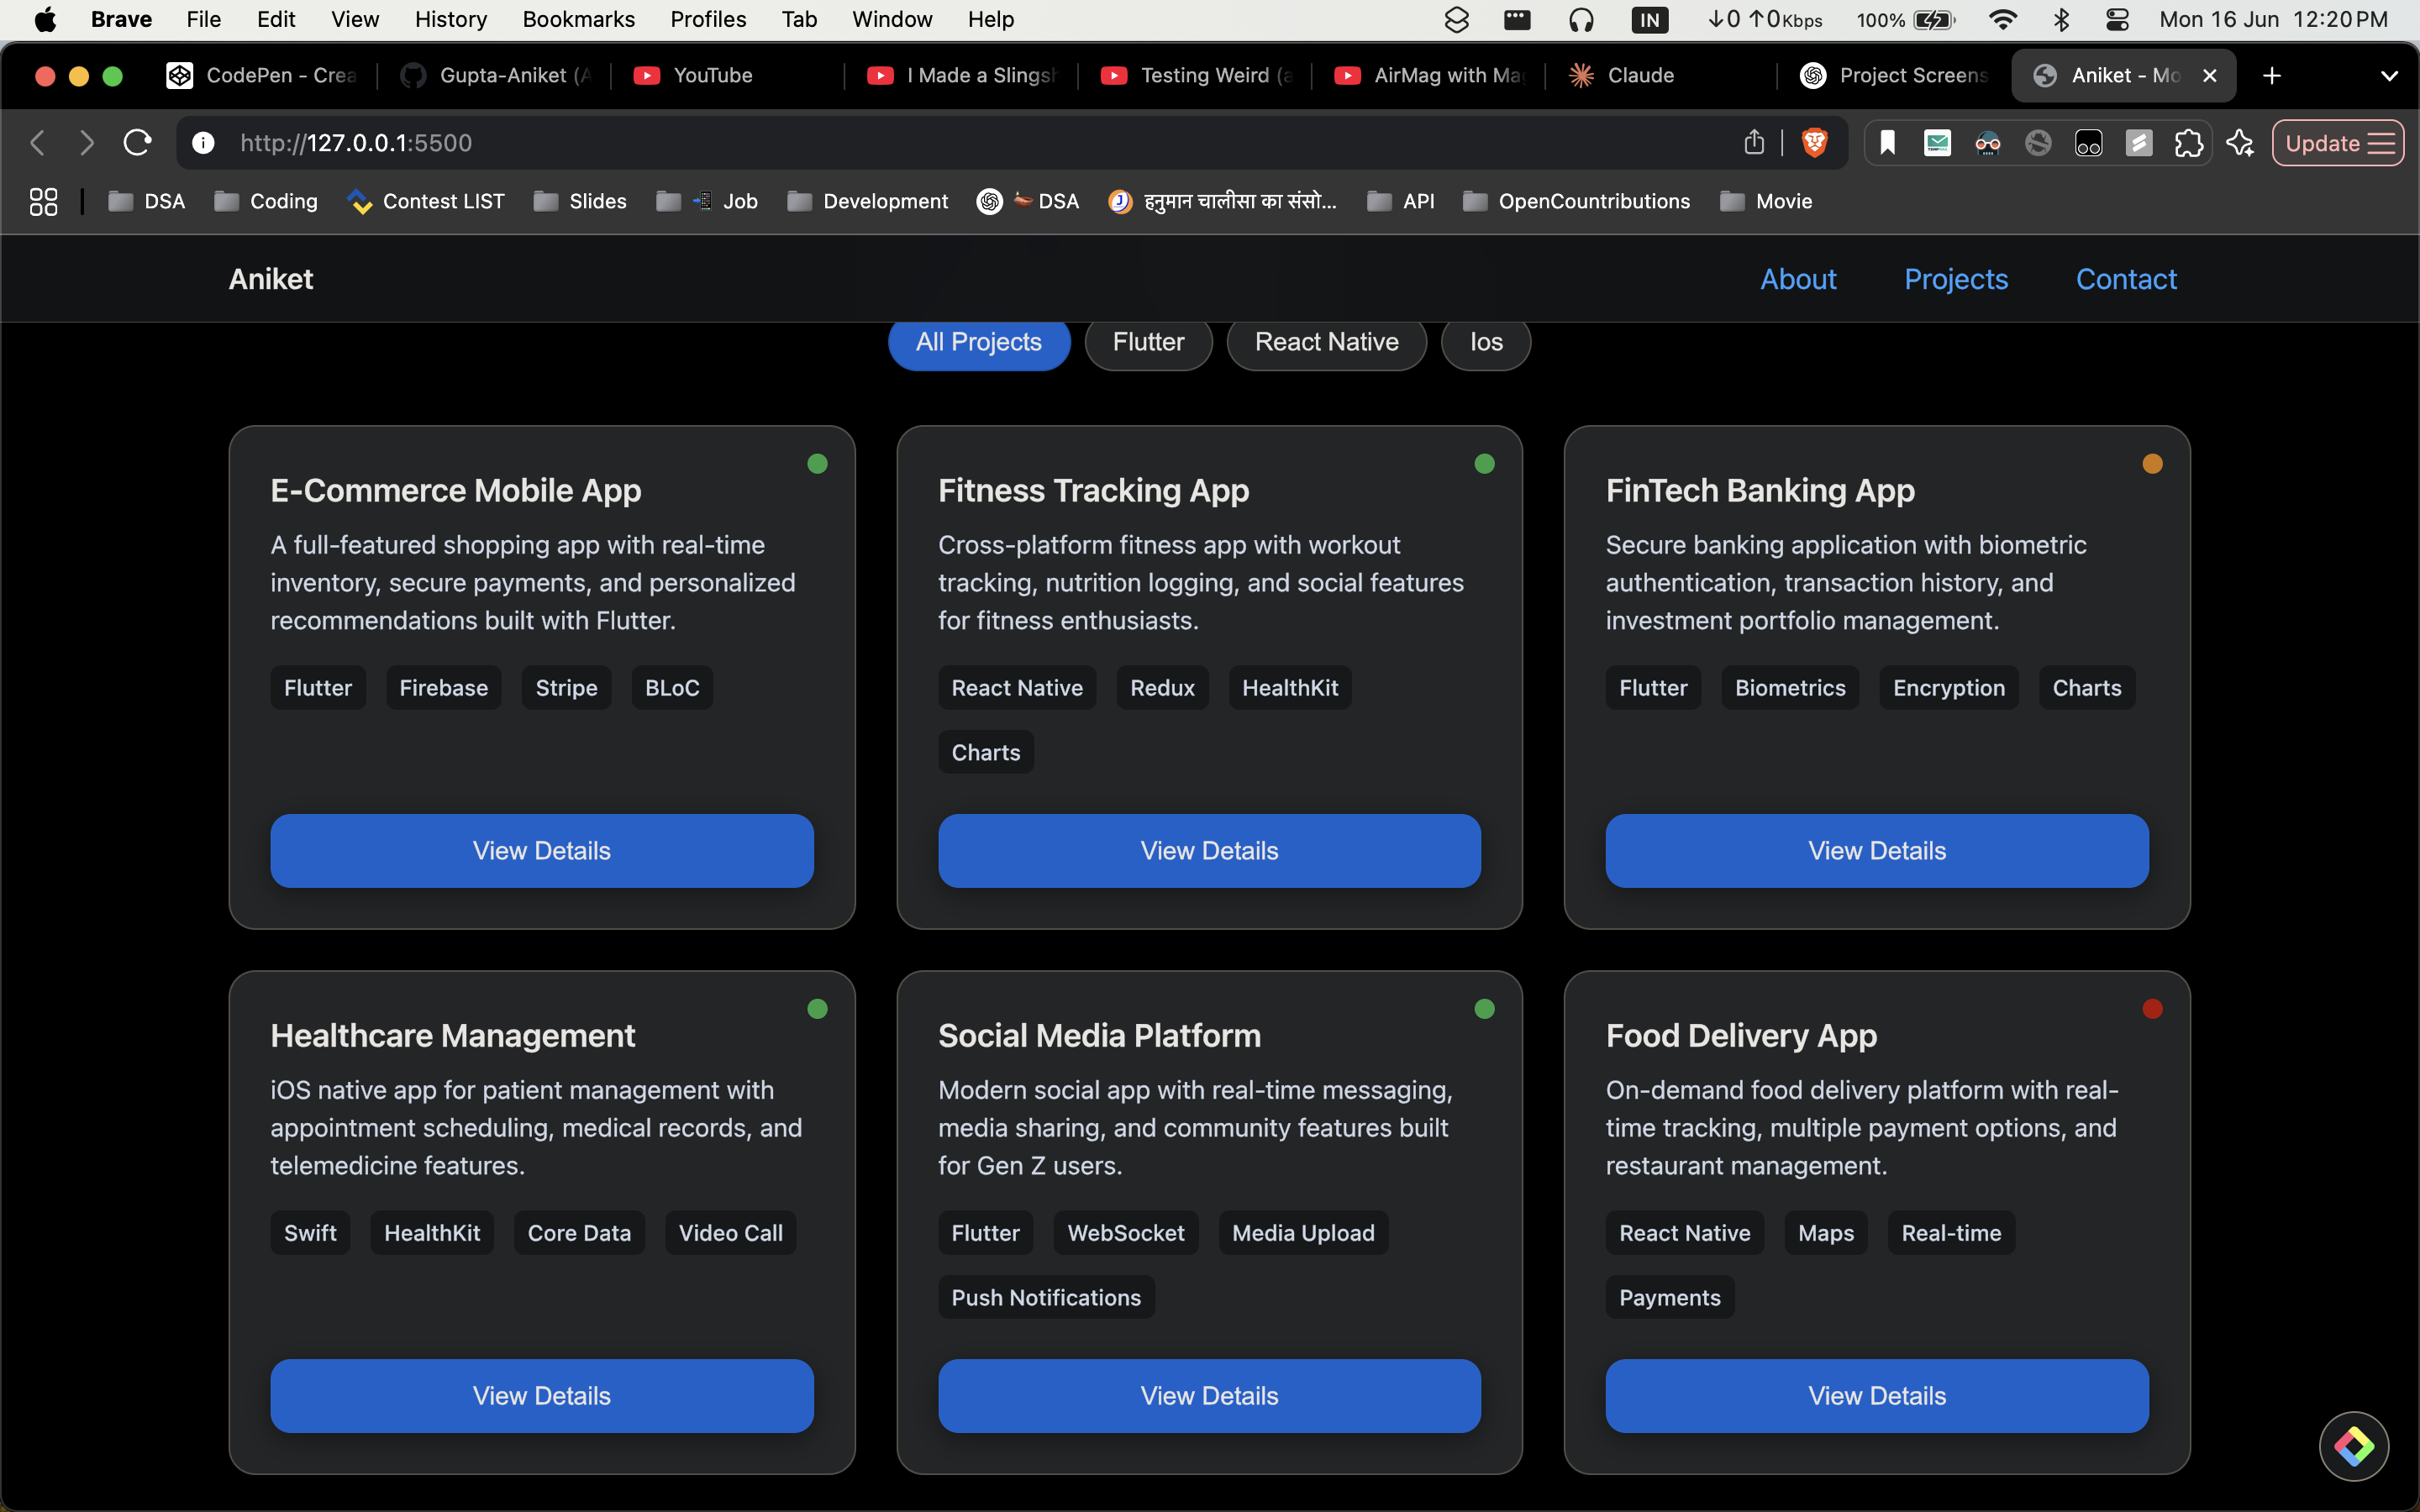 Brave File Edit View History Bookmarks Profiles Tab Window Help IN ↓0 ↑0Kbps 100% Mon 16 Jun 12:20 PM
CodePen - Crea Gupta-Aniket (A YouTube I Made a Slingsh Testing Weird (a AirMag with Mag Claude Project Screens Aniket - Mo
http://127.0.0.1:5500 Update
DSA Coding Contest LIST Slides Job Development DSA हनुमान चालीसा का संसो... API OpenCountributions Movie
Aniket About Projects Contact
All Projects Flutter React Native Ios
E-Commerce Mobile App
A full-featured shopping app with real-time
inventory, secure payments, and personalized
recommendations built with Flutter.
Flutter Firebase Stripe BLoC
View Details
Fitness Tracking App
Cross-platform fitness app with workout
tracking, nutrition logging, and social features
for fitness enthusiasts.
React Native Redux HealthKit
Charts
View Details
FinTech Banking App
Secure banking application with biometric
authentication, transaction history, and
investment portfolio management.
Flutter Biometrics Encryption Charts
View Details
Healthcare Management
iOS native app for patient management with
appointment scheduling, medical records, and
telemedicine features.
Swift HealthKit Core Data Video Call
View Details
Social Media Platform
Modern social app with real-time messaging,
media sharing, and community features built
for Gen Z users.
Flutter WebSocket Media Upload
Push Notifications
View Details
Food Delivery App
On-demand food delivery platform with real-
time tracking, multiple payment options, and
restaurant management.
React Native Maps Real-time
Payments
View Details